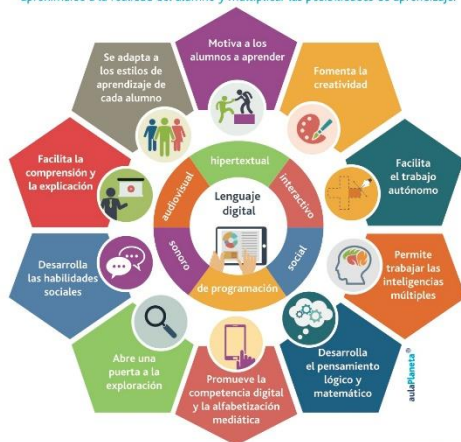 a la realidad del alumno y multiplicar las posibilidades de aprendizaje.
Motiva a los
alumnos a aprender
Fomenta la
creatividad
Facilita
el trabajo
autónomo
Permite
trabajar las
inteligencias
múltiples
Desarrolla
el pensamiento
lógico y
matemático
Promueve la
competencia digital
y la alfabetización
mediática
Abre una
puerta a la
exploración
Desarrolla
las habilidades
sociales
Facilita la
comprensión y
la explicación
Se adapta a
los estilos de
aprendizaje de
cada alumno
hipertextual
interactivo
social
de programación
sonoro
audiovisual
Lenguaje
digital
aulaPlaneta